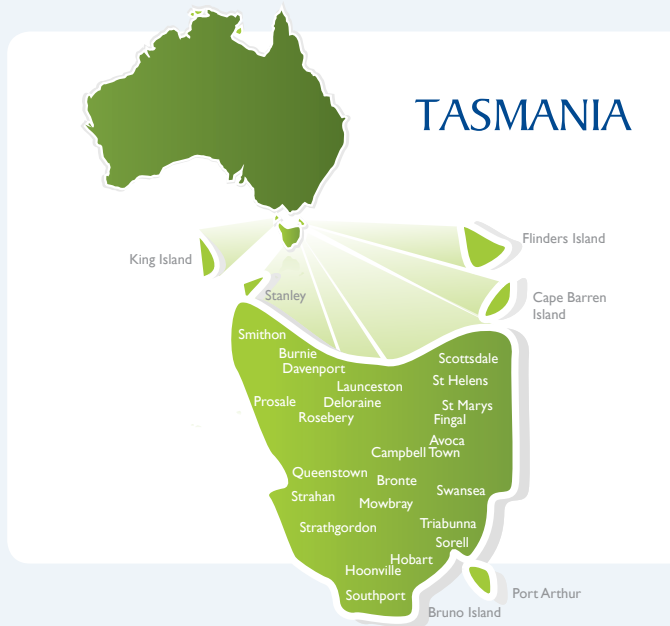 TASMANIA
Flinders Island
King Island
Stanley
Cape Barren
Island
Smithon
Burnie
Davenport
Scottsdale
Launceston
St Helens
Prosale
Deloraine
St Marys
Rosebery
Fingal
Avoca
Campbell Town
Queenstown
Bronte
Swansea
Strahan
Mowbray
Strathgordon
Triabunna
Sorell
Hobart
Hoonville
Southport
Port Arthur
Bruno Island